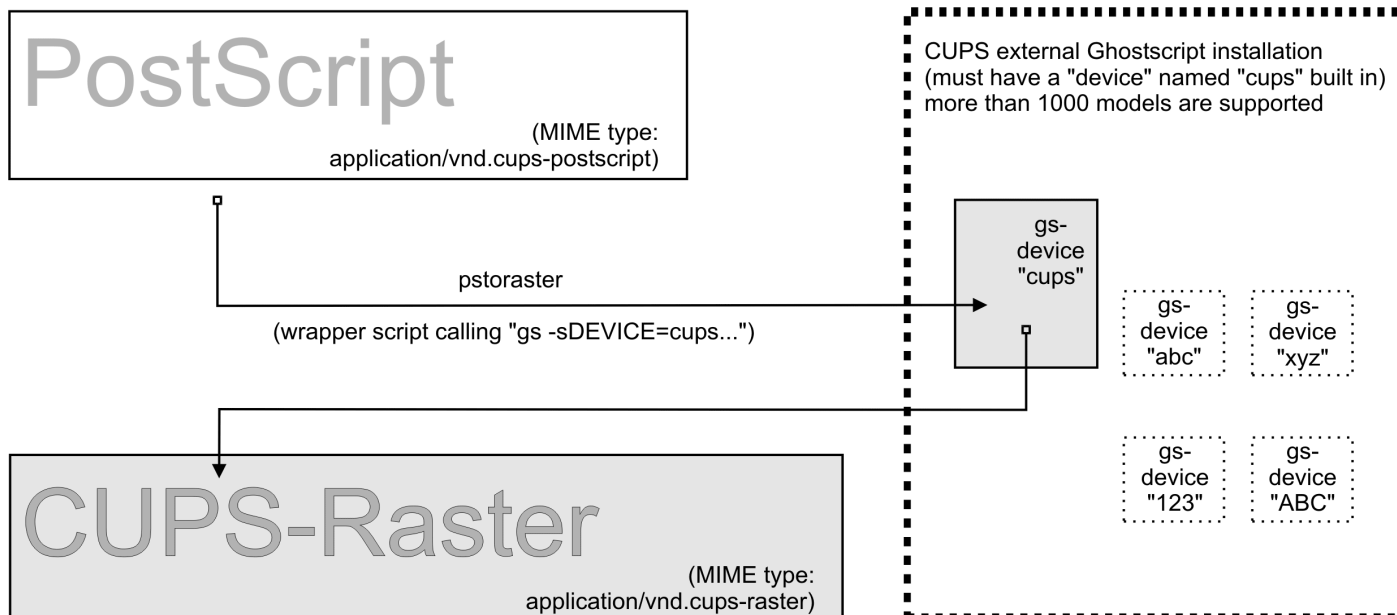 PostScript
(MIME type:
application/vnd.cups-postscript)
CUPS external Ghostscript installation
(must have a "device" named "cups" built in)
more than 1000 models are supported
gs-
device
"cups"
pstoraster
(wrapper script calling "gs -sDEVICE=cups...")
gs-
device
"abc"
gs-
device
"xyz"
gs-
device
"123"
gs-
device
"ABC"
CUPS-Raster
(MIME type:
application/vnd.cups-raster)